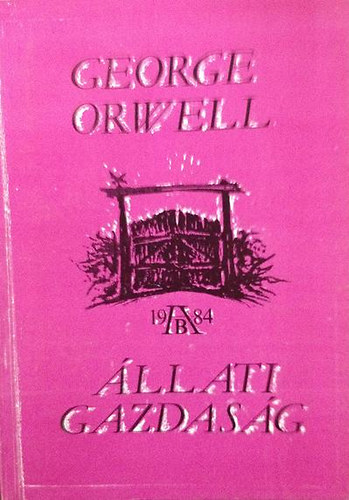 GEORGE
ORWELL
19 AB 84
ÁLLATI
GAZDASÁG